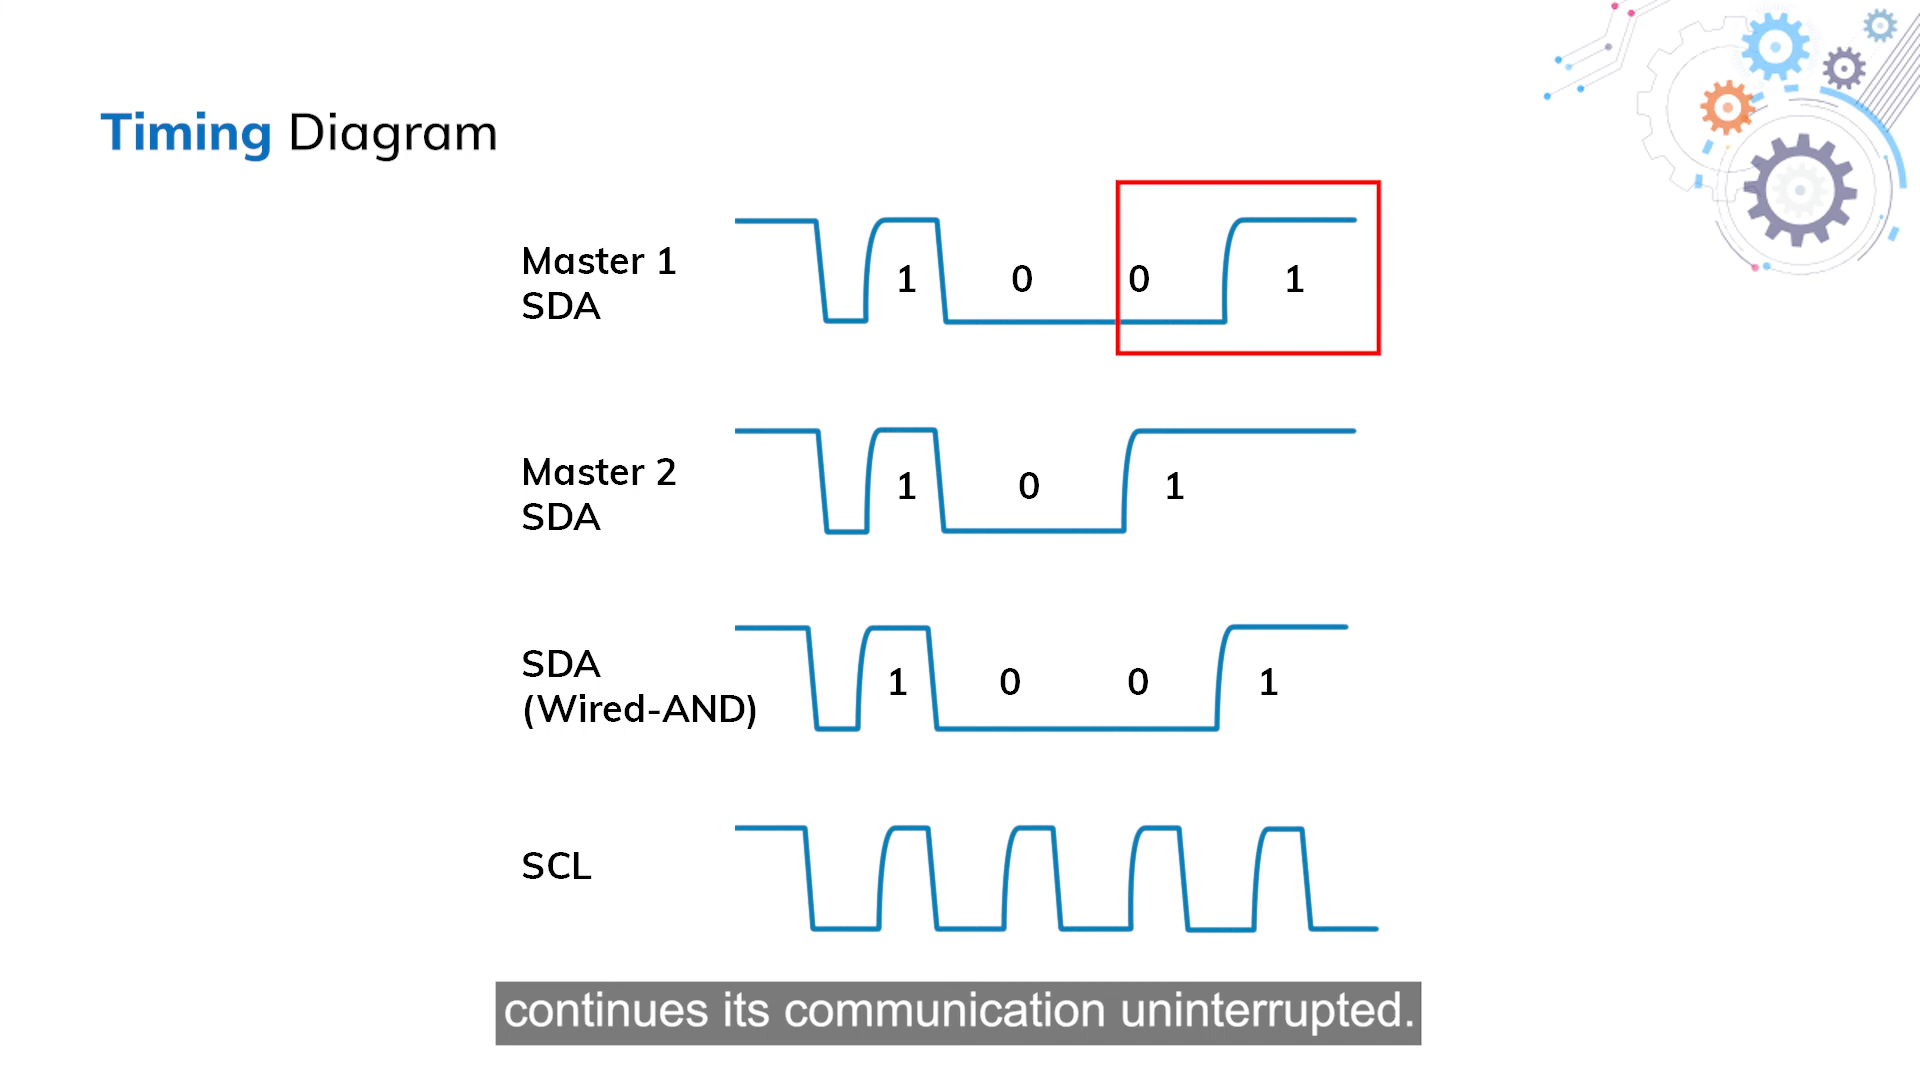 Timing Diagram
Master 1
SDA
1 0 0 1
Master 2
SDA
1 0 1
SDA
(Wired-AND)
1 0 0 1
SCL
continues its communication uninterrupted.